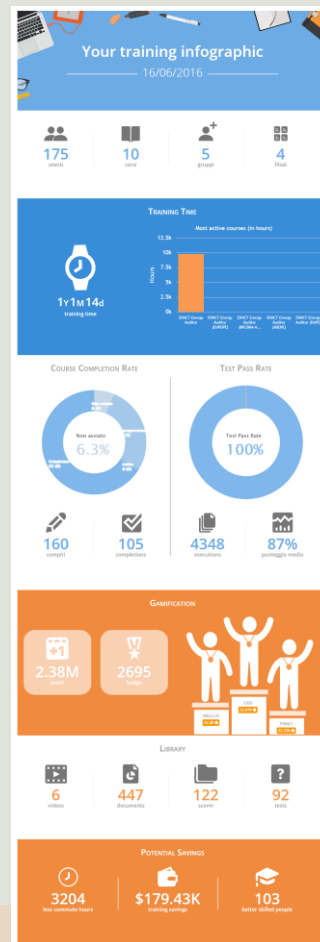 Your training infographic
16/06/2016
175
utenti
10
corsi
5
gruppi
4
filiali
Training Time
1Y 1M 14d
training time
Most active courses (in hours)
Hours
12.5k
10k
7.5k
5k
2.5k
0k
Course Completion Rate
Non avviato
6.3%
Test Pass Rate
Test Pass Rate
100%
160
compiti
105
completions
4348
executions
87%
punteggio medio
Gamification
+1
2.38M
punti
2695
badge
Library
6
videos
447
documents
122
scorm
92
tests
Potential Savings
3204
less commute hours
$179.43K
training savings
103
better skilled people